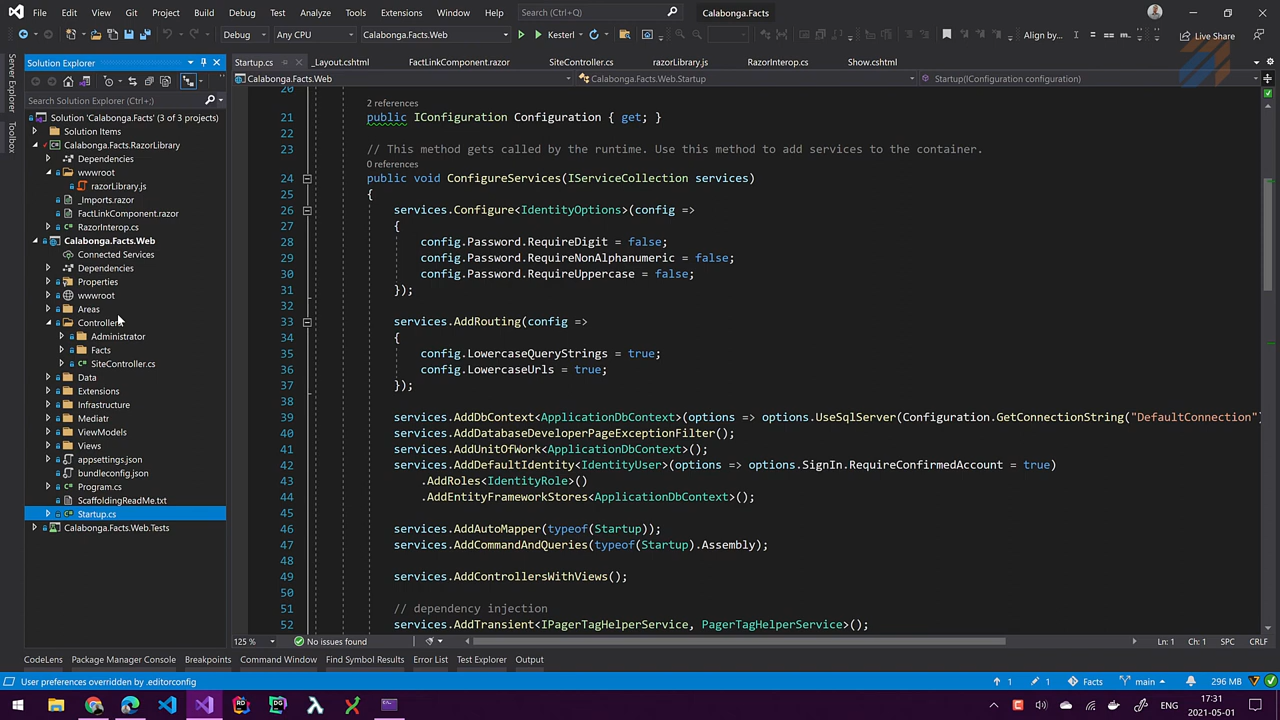 File Edit View Git Project Build Debug Test Analyze Tools Extensions Window Help Search (Ctrl+Q) Calabonga.Facts
Debug Any CPU Calabonga.Facts.Web Kestrel Align by... Live Share
Server Explorer
Toolbox
Solution Explorer
Search Solution Explorer (Ctrl+;)
Solution 'Calabonga.Facts' (3 of 3 projects)
Solution Items
Calabonga.Facts.RazorLibrary
Dependencies
wwwroot
razorLibrary.js
_Imports.razor
FactLinkComponent.razor
RazorInterop.cs
Calabonga.Facts.Web
Connected Services
Dependencies
Properties
wwwroot
Areas
Controllers
Administrator
Facts
SiteController.cs
Data
Extensions
Infrastructure
Mediatr
ViewModels
Views
appsettings.json
bundleconfig.json
Program.cs
ScaffoldingReadMe.txt
Startup.cs
Calabonga.Facts.Web.Tests
Startup.cs _Layout.cshtml FactLinkComponent.razor SiteController.cs razorLibrary.js RazorInterop.cs Show.cshtml
Calabonga.Facts.Web Calabonga.Facts.Web.Startup Startup(IConfiguration configuration)
20
2 references
21 public IConfiguration Configuration { get; }
22
23 // This method gets called by the runtime. Use this method to add services to the container.
0 references
24 public void ConfigureServices(IServiceCollection services)
25 {
26 services.Configure<IdentityOptions>(config =>
27 {
28 config.Password.RequireDigit = false;
29 config.Password.RequireNonAlphanumeric = false;
30 config.Password.RequireUppercase = false;
31 });
32
33 services.AddRouting(config =>
34 {
35 config.LowercaseQueryStrings = true;
36 config.LowercaseUrls = true;
37 });
38
39 services.AddDbContext<ApplicationDbContext>(options => options.UseSqlServer(Configuration.GetConnectionString("DefaultConnection")
40 services.AddDatabaseDeveloperPageExceptionFilter();
41 services.AddUnitOfWork<ApplicationDbContext>();
42 services.AddDefaultIdentity<IdentityUser>(options => options.SignIn.RequireConfirmedAccount = true)
43 .AddRoles<IdentityRole>()
44 .AddEntityFrameworkStores<ApplicationDbContext>();
45
46 services.AddAutoMapper(typeof(Startup));
47 services.AddCommandAndQueries(typeof(Startup).Assembly);
48
49 services.AddControllersWithViews();
50
51 // dependency injection
52 services.AddTransient<IPagerTagHelperService, PagerTagHelperService>();
125 % No issues found Ln: 1 Ch: 1 SPC CRLF
CodeLens Package Manager Console Breakpoints Command Window Find Symbol Results Error List Test Explorer Output
User preferences overridden by .editorconfig 1 1 Facts main 296 MB
ENG 17:31
2021-05-01